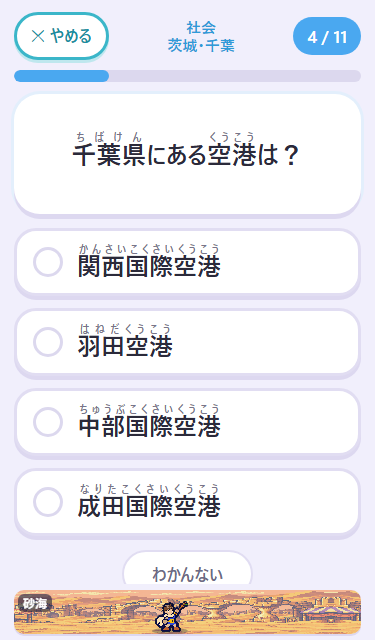 × やめる
社会
茨城・千葉
4 / 11
ちばけん くうこう
千葉県にある空港は？
かんさいこくさいくうこう
関西国際空港
はねだくうこう
羽田空港
ちゅうぶこくさいくうこう
中部国際空港
なりたこくさいくうこう
成田国際空港
わかんない
砂海